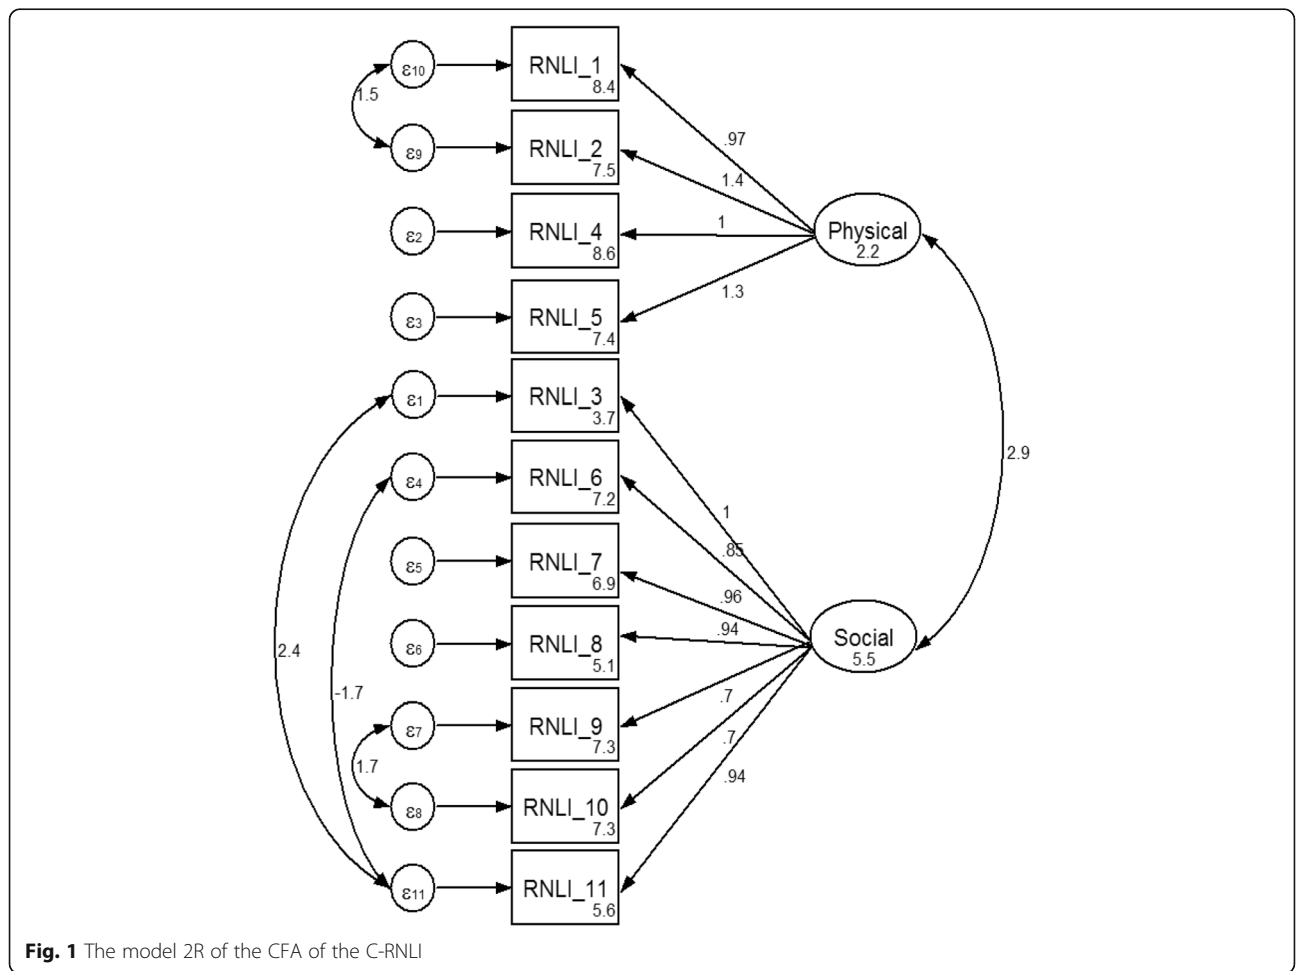 ε10
RNLI_1
8.4
1.5
.97
ε9
RNLI_2
7.5
1.4
ε2
RNLI_4
8.6
1
Physical
2.2
ε3
RNLI_5
7.4
1.3
ε1
RNLI_3
3.7
2.9
ε4
RNLI_6
7.2
1
.85
ε5
RNLI_7
6.9
.96
ε6
RNLI_8
5.1
.94
Social
5.5
2.4
-1.7
ε7
RNLI_9
7.3
.7
1.7
.7
ε8
RNLI_10
7.3
.94
ε11
RNLI_11
5.6
Fig. 1 The model 2R of the CFA of the C-RNLI